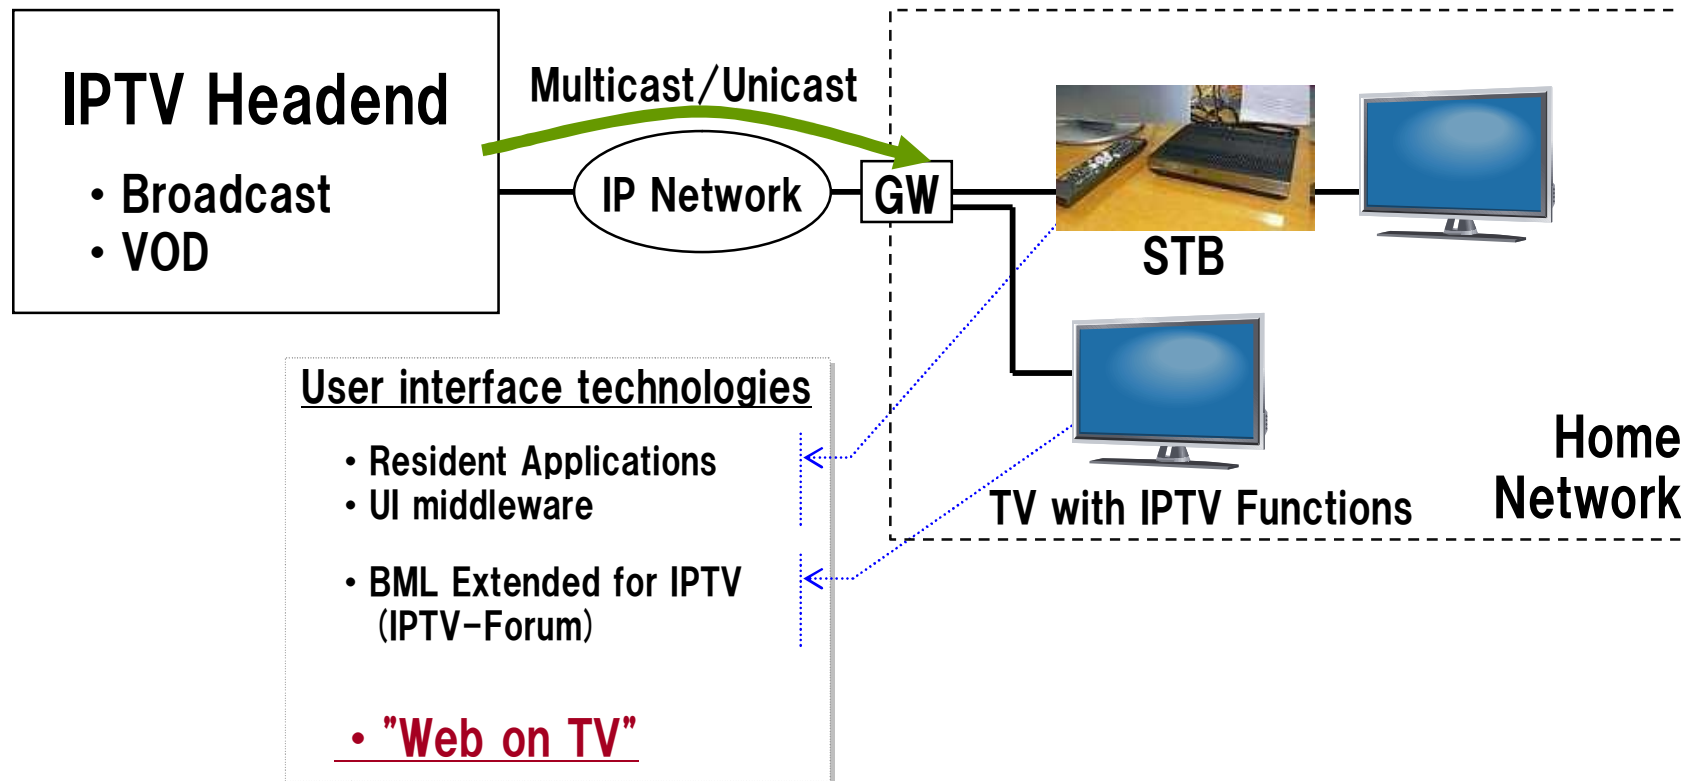 IPTV Headend
・Broadcast
・VOD
Multicast/Unicast
IP Network
GW
STB
TV with IPTV Functions
Home
Network
User interface technologies
・Resident Applications
・UI middleware
・BML Extended for IPTV
(IPTV-Forum)
・"Web on TV"